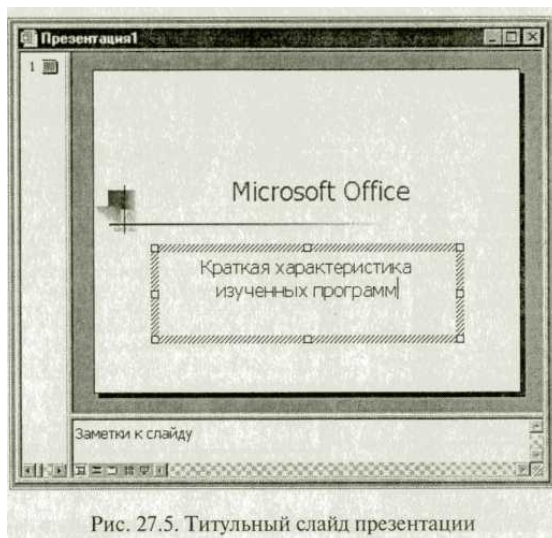 Презентация1
1
Microsoft Office
Краткая характеристика
изученных программ
Заметки к слайду
Рис. 27.5. Титульный слайд презентации